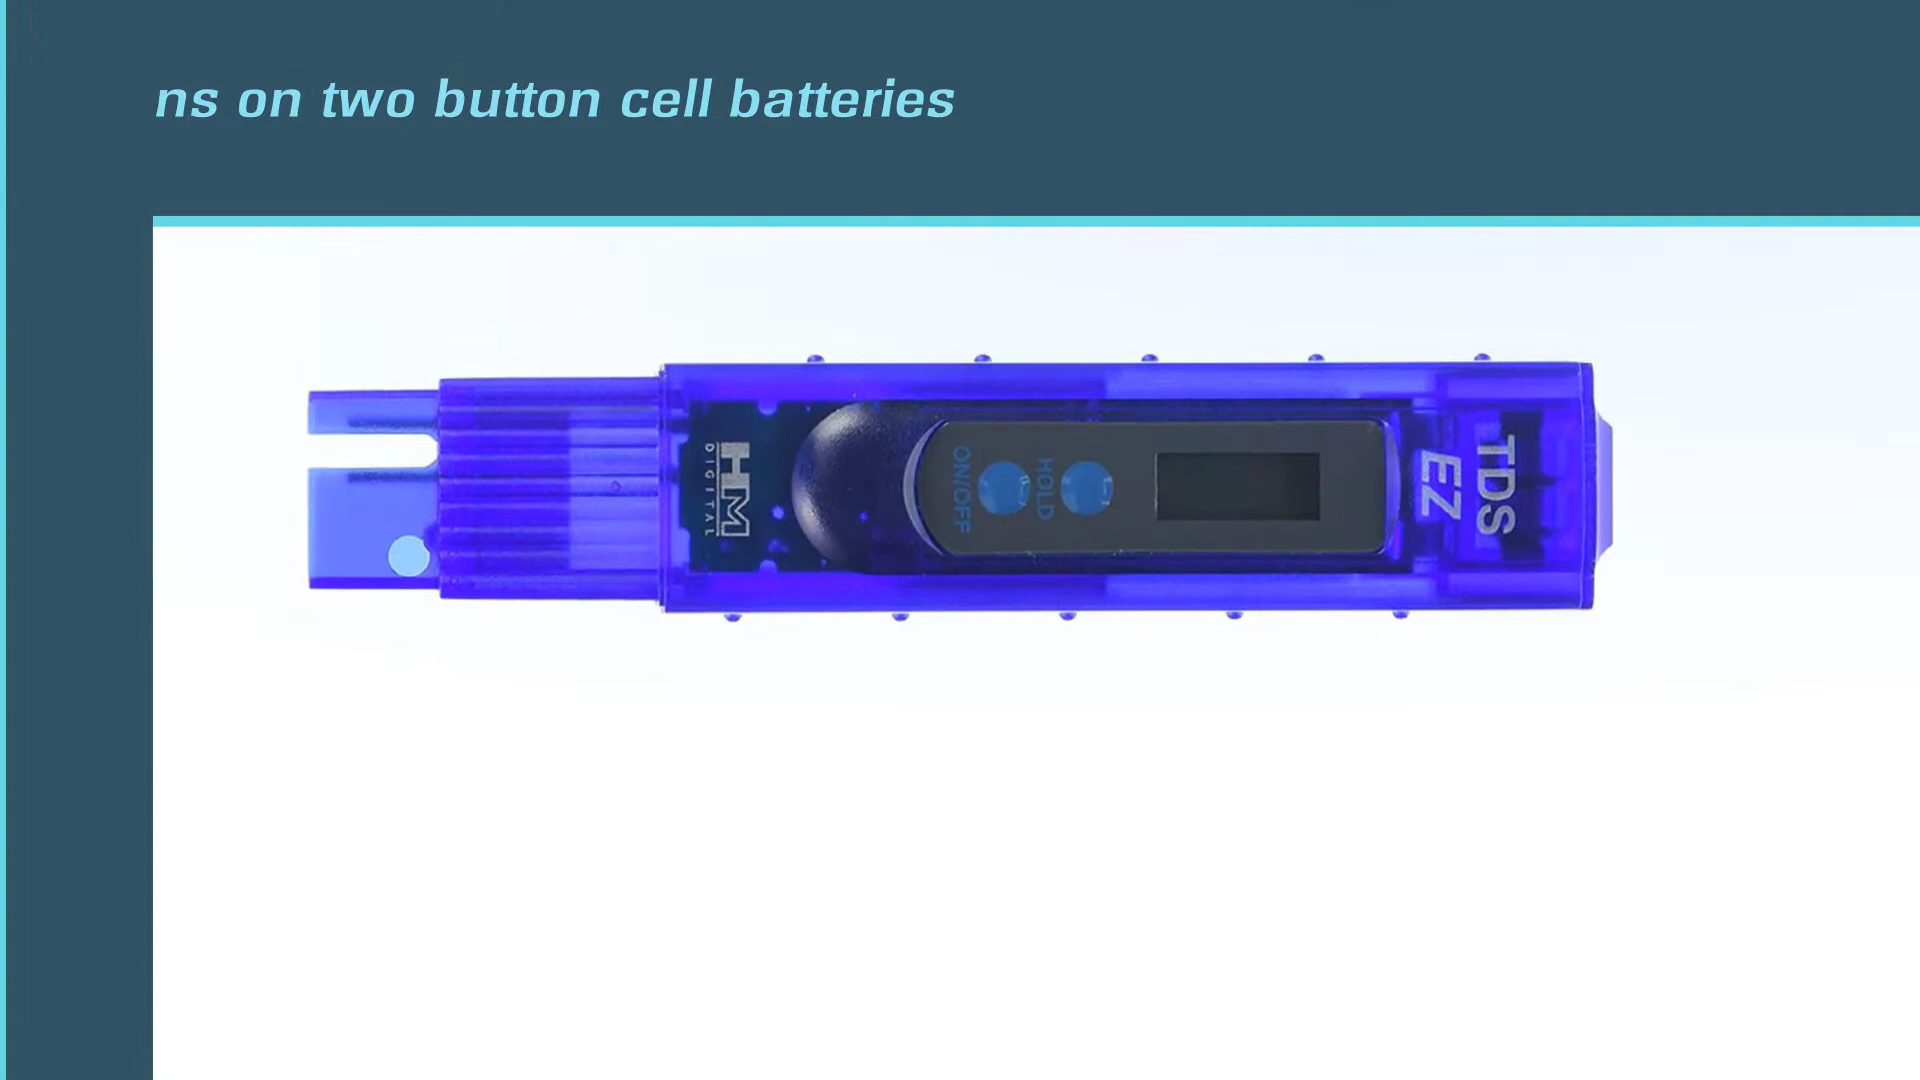 ns on two button cell batteries
HM
DIGITAL
ON/OFF
HOLD
TDS
EZ